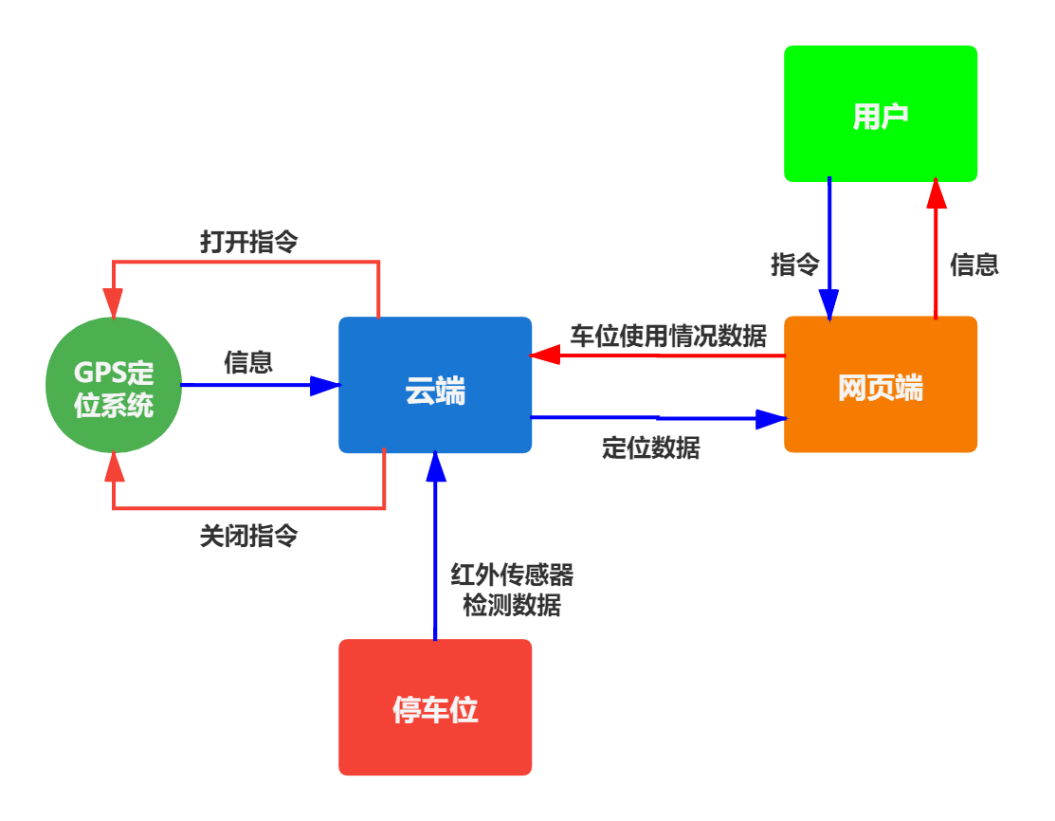 用户
打开指令
指令
信息
车位使用情况数据
GPS定
位系统
信息
云端
网页端
定位数据
关闭指令
红外传感器
检测数据
停车位